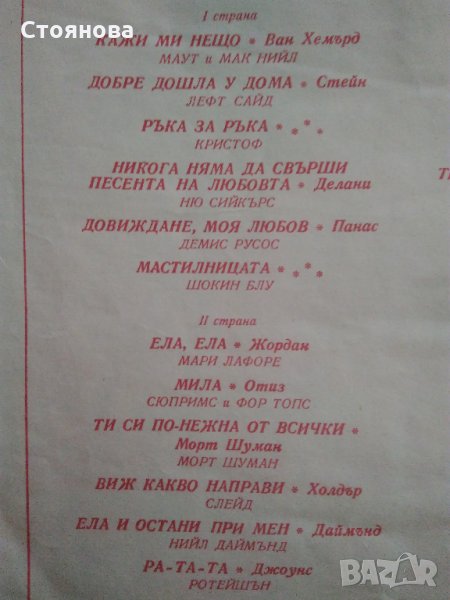 Стоянова
I страна
КАЖИ МИ НЕЩО * Ван Хемърд
МАУТ и МАК НИЙЛ
ДОБРЕ ДОШЛА У ДОМА * Стейн
ЛЕФТ САЙД
РЪКА ЗА РЪКА * ***
КРИСТОФ
НИКОГА НЯМА ДА СВЪРШИ
ПЕСЕНТА НА ЛЮБОВТА * Делани
НЮ СИЙКЪРС
ДОВИЖДАНЕ, МОЯ ЛЮБОВ * Панас
ДЕМИС РУСОС
МАСТИЛНИЦАТА * ***
ШОКИН БЛУ
II страна
ЕЛА, ЕЛА * Жордан
МАРИ ЛАФОРЕ
МИЛА * Отиз
СЮПРИМС и ФОР ТОПС
ТИ СИ ПО-НЕЖНА ОТ ВСИЧКИ *
Морт Шуман
МОРТ ШУМАН
ВИЖ КАКВО НАПРАВИ * Холдър
СЛЕЙД
ЕЛА И ОСТАНИ ПРИ МЕН * Даймънд
НИЙЛ ДАЙМЪНД
РА-ТА-ТА * Джоунс
РОТЕЙШЪН
BAZAR